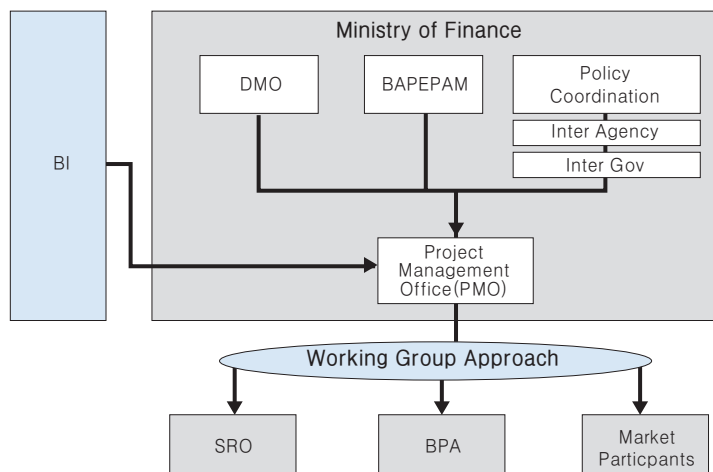 Ministry of Finance
DMO
BAPEPAM
Policy
Coordination
Inter Agency
Inter Gov
BI
Project
Management
Office(PMO)
Working Group Approach
SRO
BPA
Market
Particpants